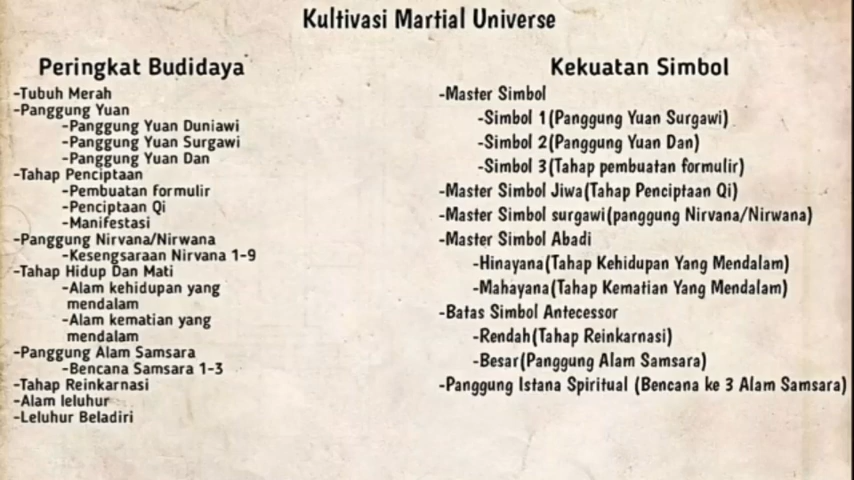 Kultivasi Martial Universe
Peringkat Budidaya
-Tubuh Merah
-Panggung Yuan
-Panggung Yuan Duniawi
-Panggung Yuan Surgawi
-Panggung Yuan Dan
-Tahap Penciptaan
-Pembuatan formulir
-Penciptaan Qi
-Manifestasi
-Panggung Nirvana/Nirwana
-Kesengsaraan Nirvana 1-9
-Tahap Hidup Dan Mati
-Alam kehidupan yang
mendalam
-Alam kematian yang
mendalam
-Panggung Alam Samsara
-Bencana Samsara 1-3
-Tahap Reinkarnasi
-Alam leluhur
-Leluhur Beladiri
Kekuatan Simbol
-Master Simbol
-Simbol 1(Panggung Yuan Surgawi)
-Simbol 2(Panggung Yuan Dan)
-Simbol 3(Tahap pembuatan formulir)
-Master Simbol Jiwa(Tahap Penciptaan Qi)
-Master Simbol surgawi(panggung Nirvana/Nirwana)
-Master Simbol Abadi
-Hinayana(Tahap Kehidupan Yang Mendalam)
-Mahayana(Tahap Kematian Yang Mendalam)
-Batas Simbol Antecessor
-Rendah(Tahap Reinkarnasi)
-Besar(Panggung Alam Samsara)
-Panggung Istana Spiritual (Bencana ke 3 Alam Samsara)